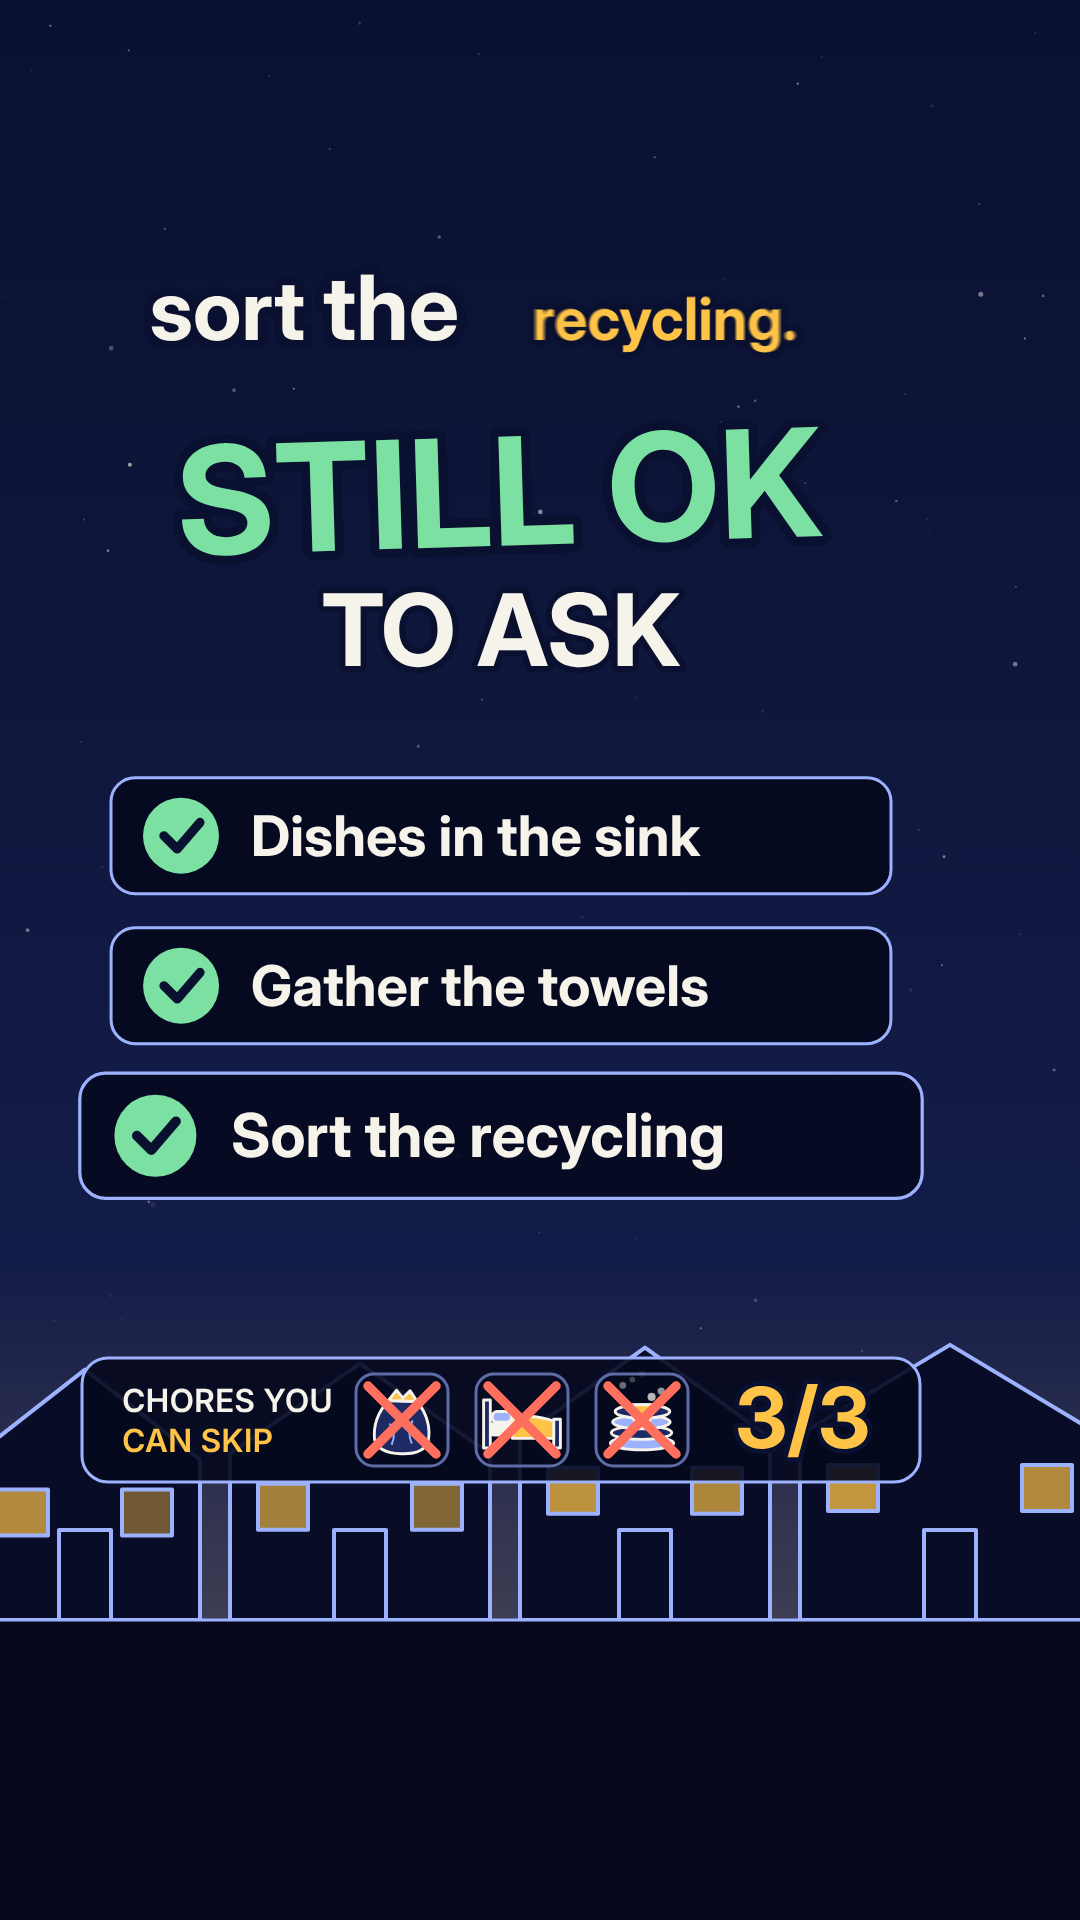 sort the recycling.
STILL OK
TO ASK
Dishes in the sink
Gather the towels
Sort the recycling
CHORES YOU
CAN SKIP
3/3